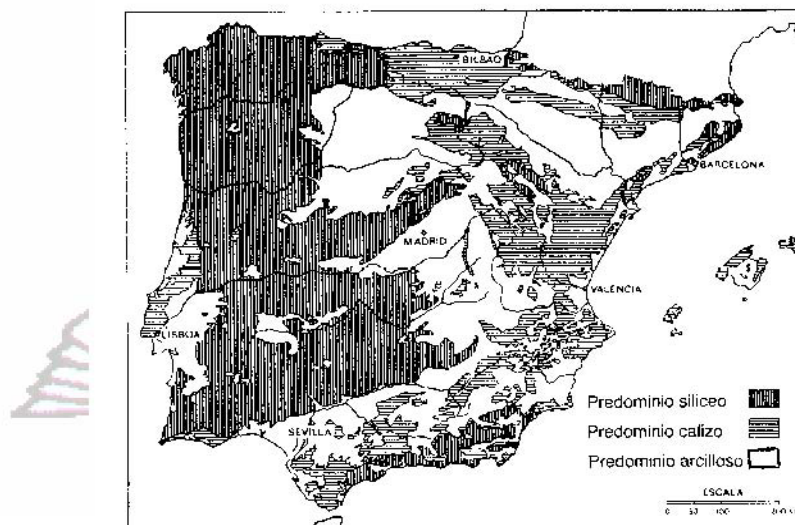 BILBAO
BARCELONA
MADRID
VALENCIA
LISBOA
SEVILLA
Predominio silíceo
Predominio calizo
Predominio arcilloso
ESCALA
0 50 100